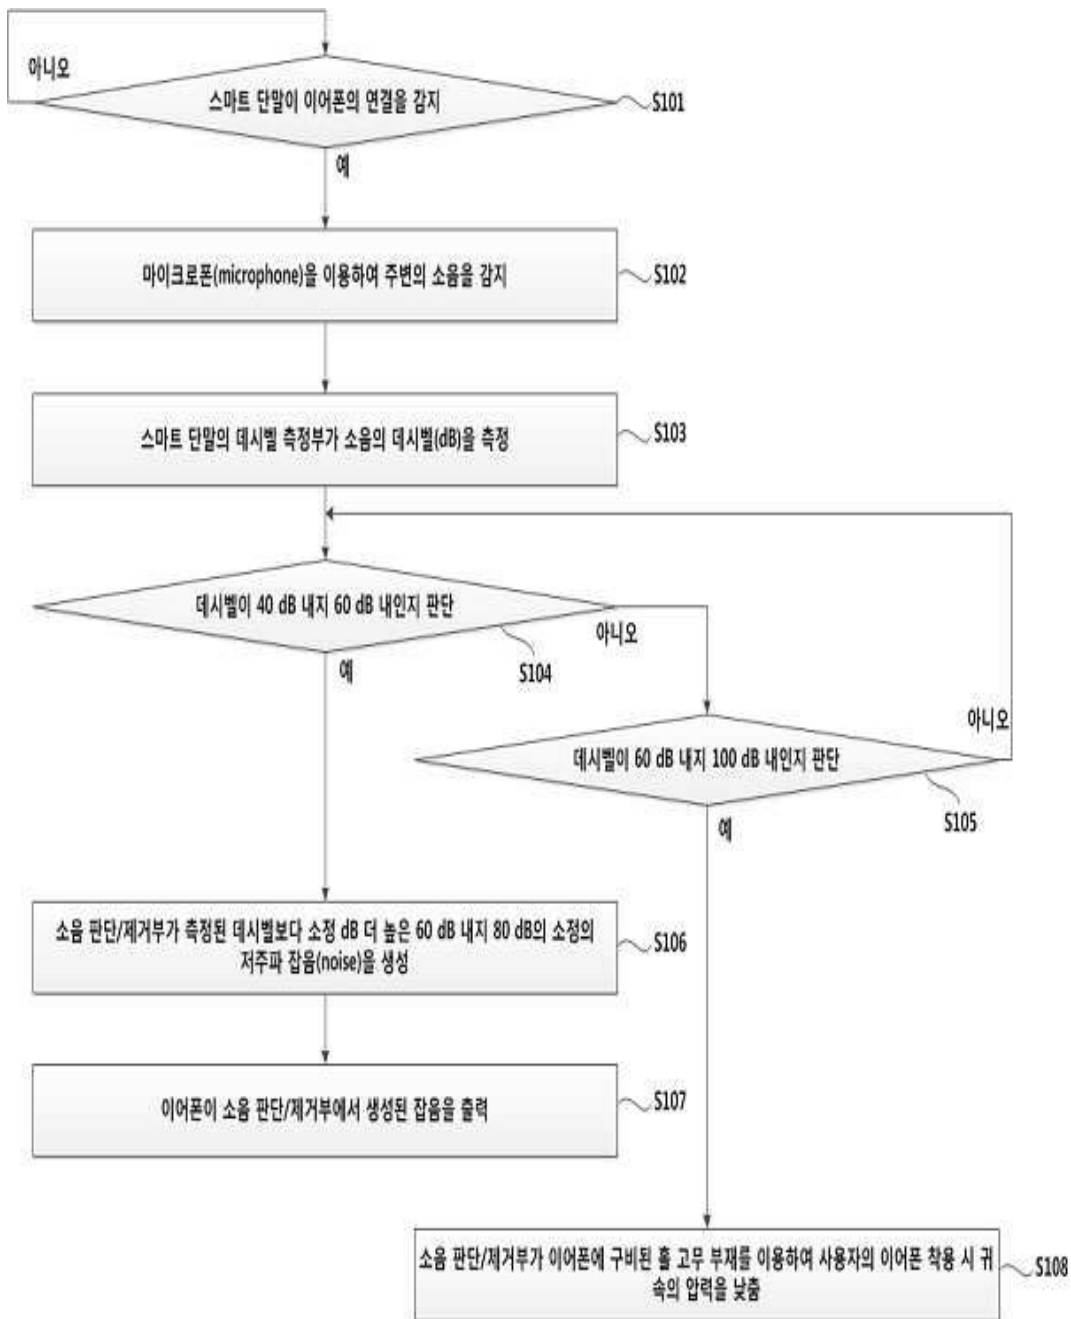 아니오
스마트 단말이 이어폰의 연결을 감지
S101
예
마이크로폰(microphone)을 이용하여 주변의 소음을 감지
S102
스마트 단말의 데시벨 측정부가 소음의 데시벨(dB)을 측정
S103
데시벨이 40 dB 내지 60 dB 내인지 판단
아니오
S104
예
아니오
데시벨이 60 dB 내지 100 dB 내인지 판단
S105
예
소음 판단/제거부가 측정된 데시벨보다 소정 dB 더 높은 60 dB 내지 80 dB의 소정의
저주파 잡음(noise)을 생성
S106
이어폰이 소음 판단/제거부에서 생성된 잡음을 출력
S107
소음 판단/제거부가 이어폰에 구비된 홀 고무 부재를 이용하여 사용자의 이어폰 착용 시 귀
속의 압력을 낮춤
S108